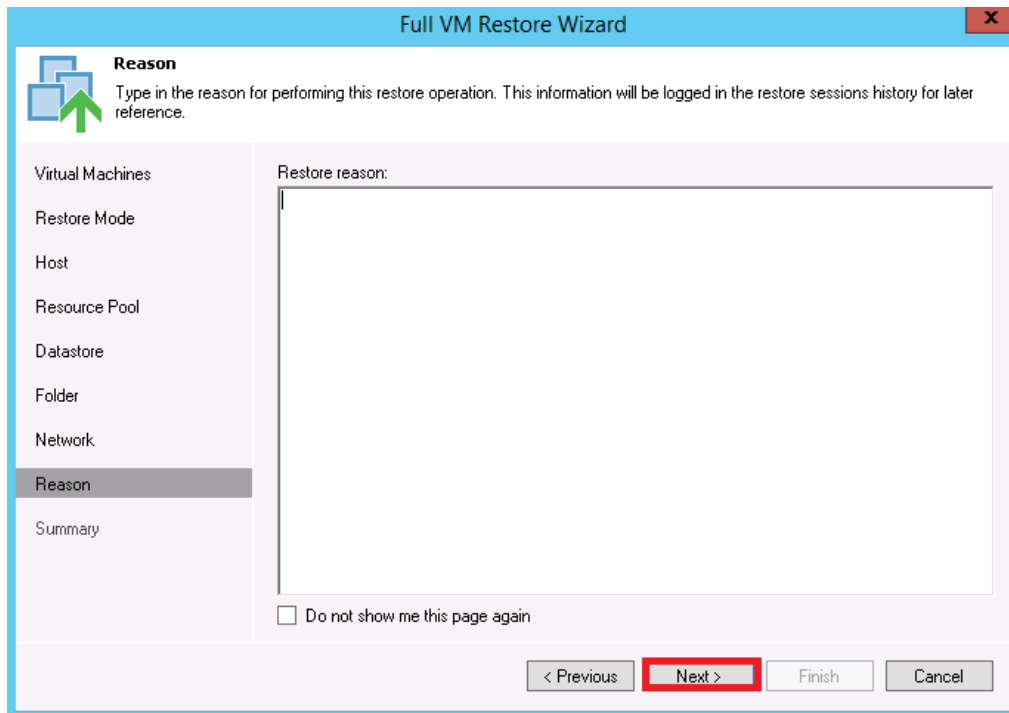 Full VM Restore Wizard
x
Reason
Type in the reason for performing this restore operation. This information will be logged in the restore sessions history for later
reference.
Virtual Machines
Restore Mode
Host
Resource Pool
Datastore
Folder
Network
Reason
Summary
Restore reason:
Do not show me this page again
< Previous
Next >
Finish
Cancel